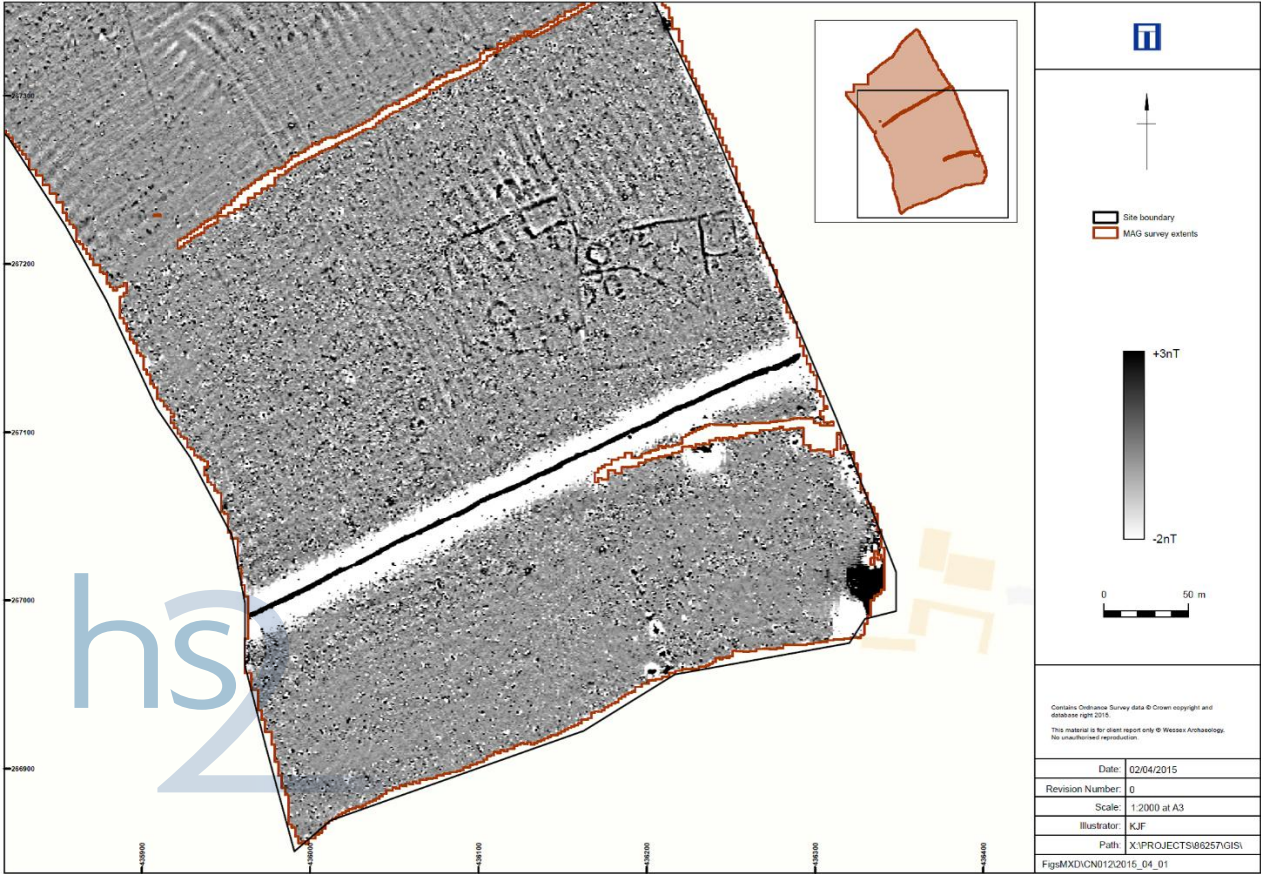 267300
267200
267100
267000
266900
435900
436000
436100
436200
436300
436400
hs2
Site boundary
MAG survey extents
+3nT
-2nT
0 50 m
Contains Ordnance Survey data © Crown copyright and
database right 2015.
This material is for client report only © Wessex Archaeology.
No unauthorised reproduction.
Date: 02/04/2015
Revision Number: 0
Scale: 1:2000 at A3
Illustrator: KJF
Path: X:\PROJECTS\86257\GIS\
FigsMXD\CN012\2015_04_01